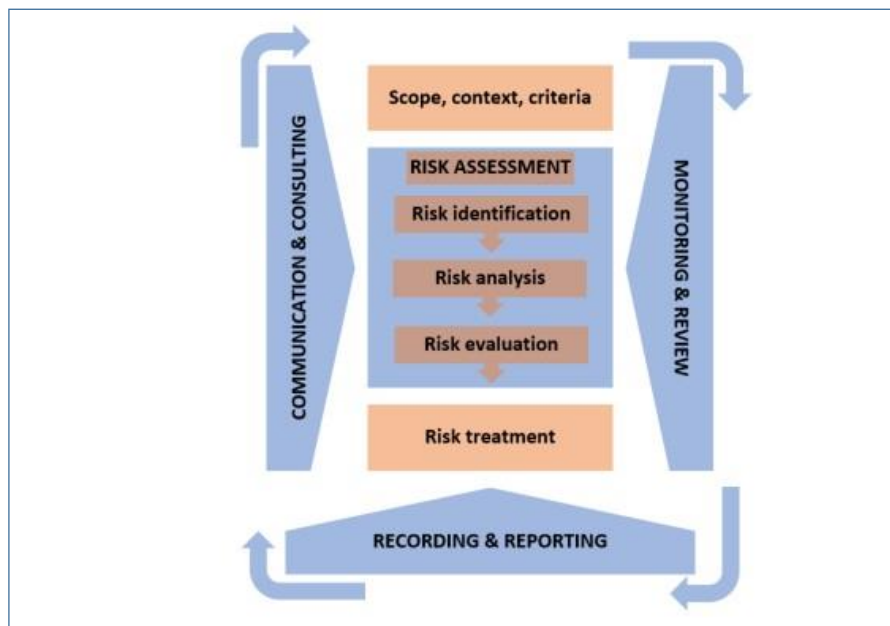 Scope, context, criteria
RISK ASSESSMENT
Risk identification
Risk analysis
Risk evaluation
Risk treatment
COMMUNICATION & CONSULTING
MONITORING & REVIEW
RECORDING & REPORTING